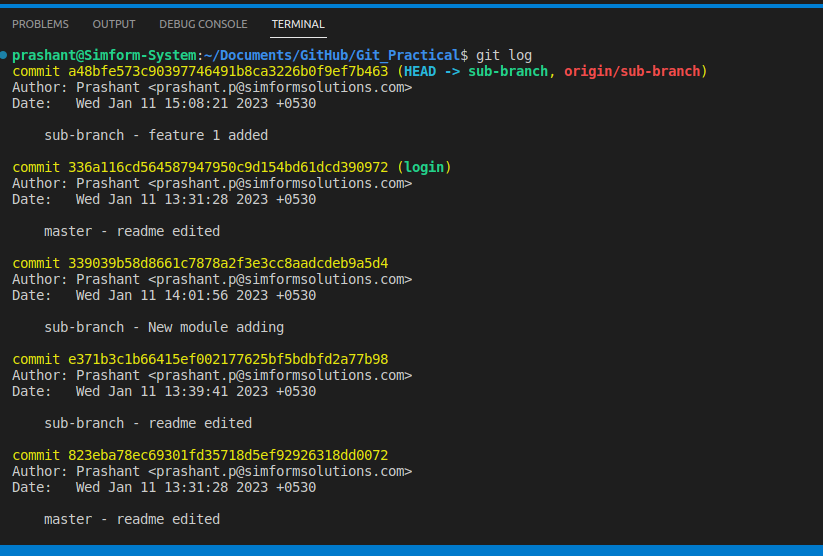 PROBLEMS OUTPUT DEBUG CONSOLE TERMINAL
prashant@Simform-System:~/Documents/GitHub/Git_Practical$ git log
commit a48bfe573c90397746491b8ca3226b0f9ef7b463 (HEAD -> sub-branch, origin/sub-branch)
Author: Prashant <prashant.p@simformsolutions.com>
Date:   Wed Jan 11 15:08:21 2023 +0530
    sub-branch - feature 1 added
commit 336a116cd564587947950c9d154bd61dcd390972 (login)
Author: Prashant <prashant.p@simformsolutions.com>
Date:   Wed Jan 11 13:31:28 2023 +0530
    master - readme edited
commit 339039b58d8661c7878a2f3e3cc8aadcdeb9a5d4
Author: Prashant <prashant.p@simformsolutions.com>
Date:   Wed Jan 11 14:01:56 2023 +0530
    sub-branch - New module adding
commit e371b3c1b66415ef002177625bf5bdbfd2a77b98
Author: Prashant <prashant.p@simformsolutions.com>
Date:   Wed Jan 11 13:39:41 2023 +0530
    sub-branch - readme edited
commit 823eba78ec69301fd35718d5ef92926318dd0072
Author: Prashant <prashant.p@simformsolutions.com>
Date:   Wed Jan 11 13:31:28 2023 +0530
    master - readme edited